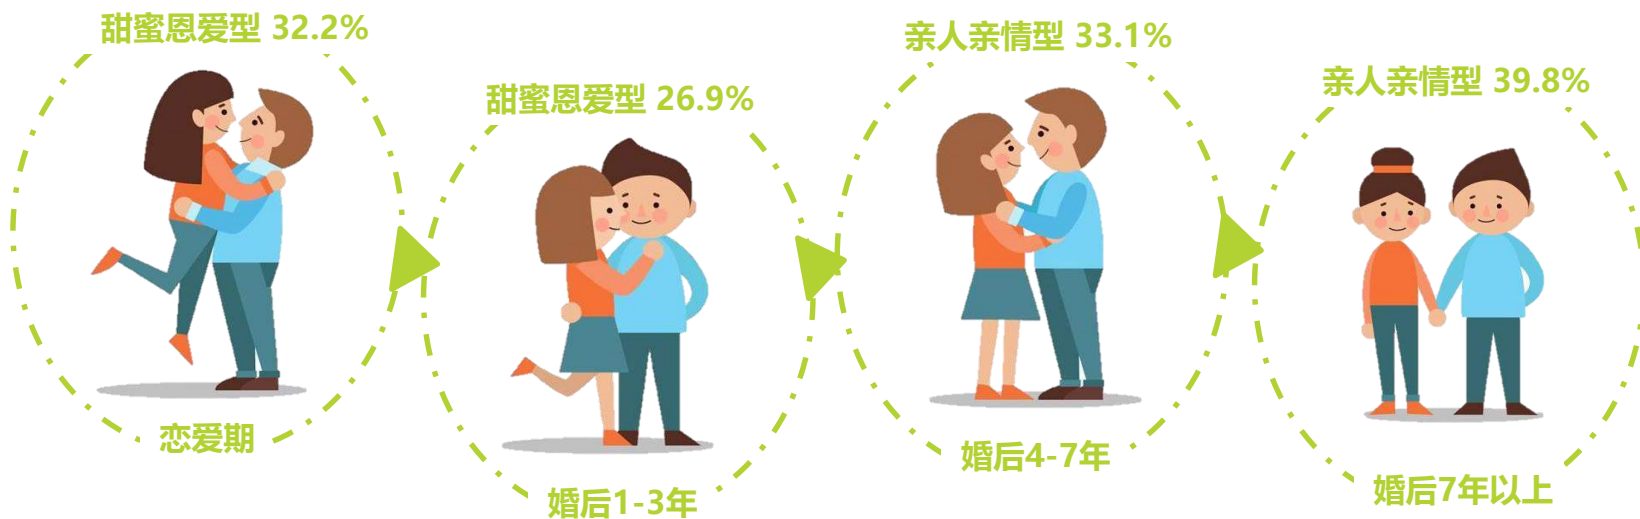 甜蜜恩爱型 32.2%
恋爱期
甜蜜恩爱型 26.9%
婚后1-3年
亲人亲情型 33.1%
婚后4-7年
亲人亲情型 39.8%
婚后7年以上